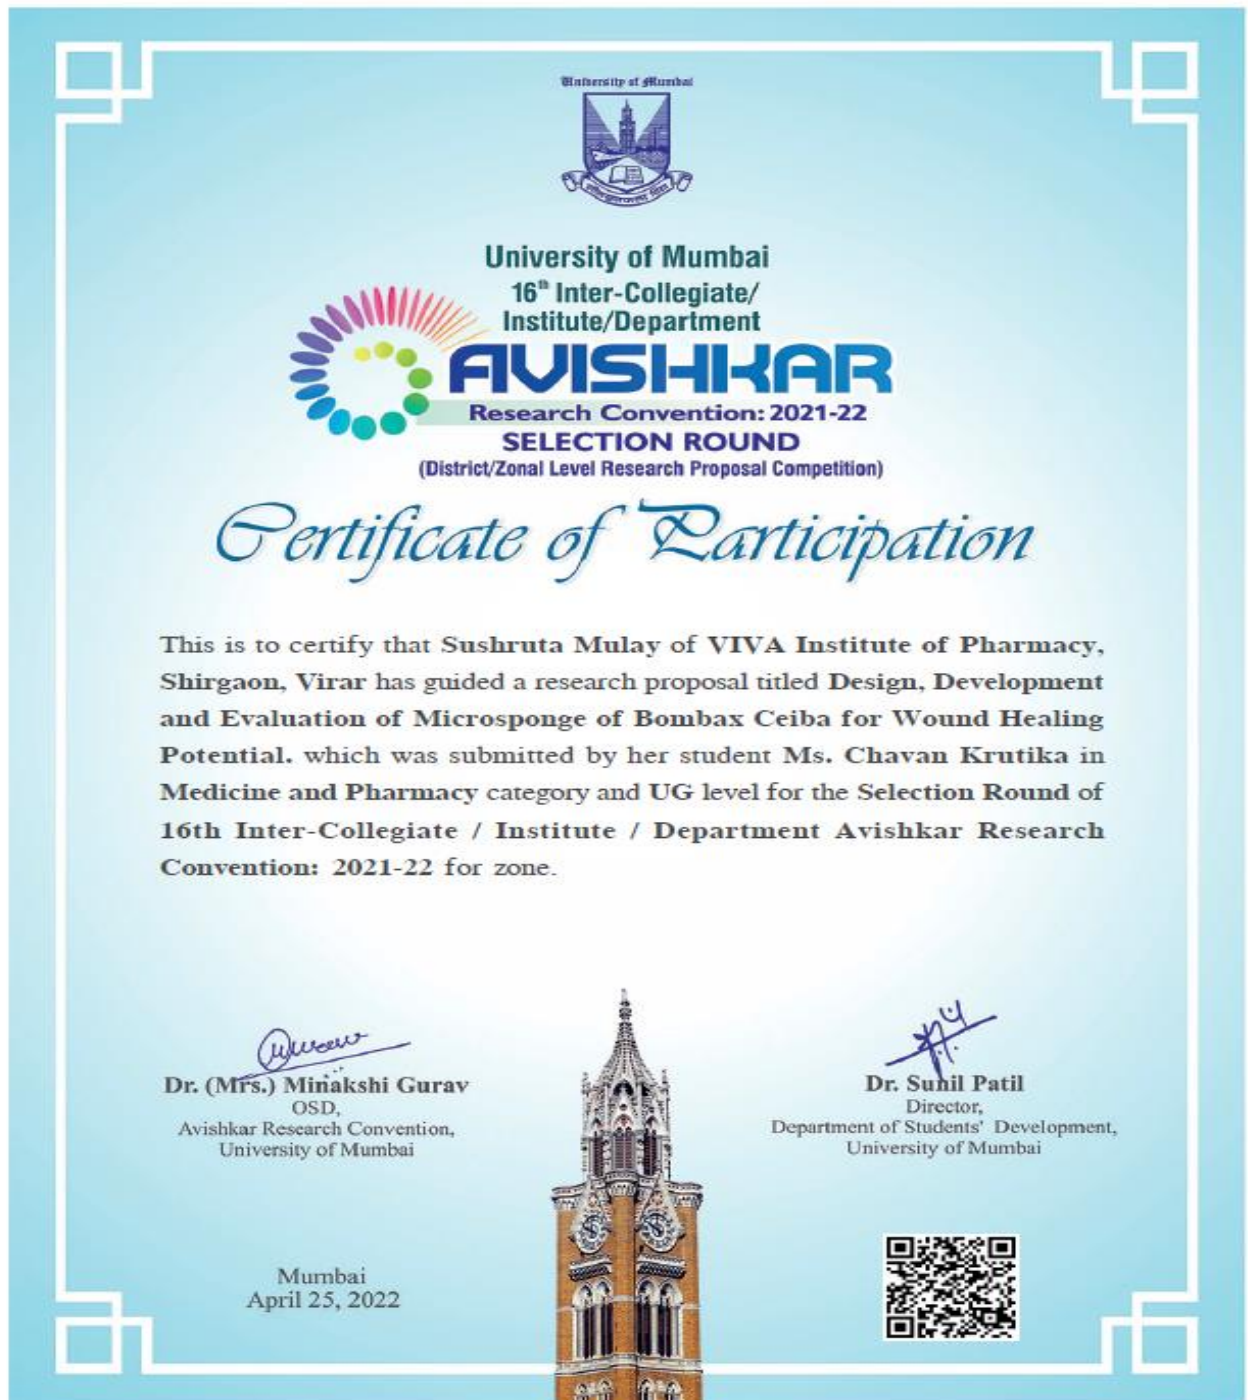 University of Mumbai
University of Mumbai
16th Inter-Collegiate/
Institute/Department
AVISHKAR
Research Convention: 2021-22
SELECTION ROUND
(District/Zonal Level Research Proposal Competition)
Certificate of Participation
This is to certify that Sushruta Mulay of VIVA Institute of Pharmacy,
Shirgaon, Virar has guided a research proposal titled Design, Development
and Evaluation of Microsponge of Bombax Ceiba for Wound Healing
Potential. which was submitted by her student Ms. Chavan Krutika in
Medicine and Pharmacy category and UG level for the Selection Round of
16th Inter-Collegiate / Institute / Department Avishkar Research
Convention: 2021-22 for zone.
Dr. (Mrs.) Minakshi Gurav
OSD,
Avishkar Research Convention,
University of Mumbai
Dr. Sunil Patil
Director,
Department of Students' Development,
University of Mumbai
Mumbai
April 25, 2022